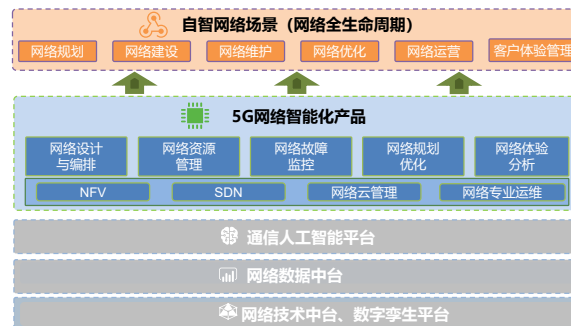 自智网络场景（网络全生命周期）
网络规划 网络建设 网络维护 网络优化 网络运营 客户体验管理
5G网络智能化产品
网络设计与编排 网络资源管理 网络故障监控 网络规划优化 网络体验分析
NFV SDN 网络云管理 网络专业运维
通信人工智能平台
网络数据中台
网络技术中台、数字孪生平台